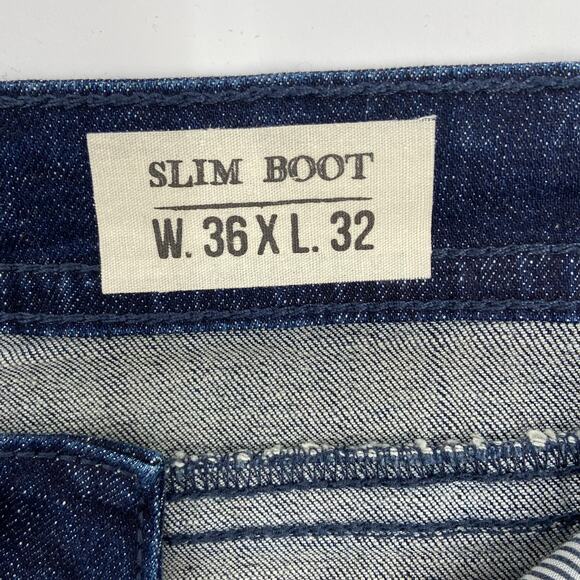 SLIM BOOT
W. 36 X L. 32